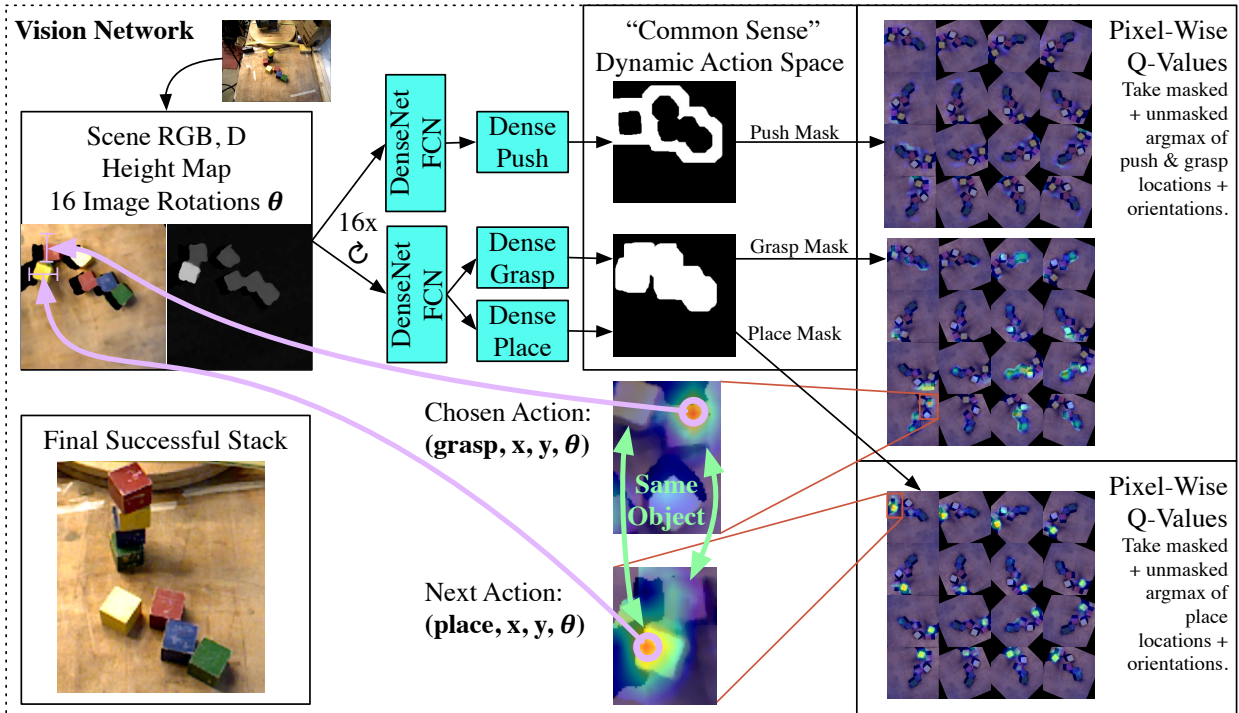 Vision Network
Scene RGB, D
Height Map
16 Image Rotations θ
16x
DenseNet
FCN
DenseNet
FCN
Dense
Push
Dense
Grasp
Dense
Place
“Common Sense”
Dynamic Action Space
Push Mask
Grasp Mask
Place Mask
Pixel-Wise
Q-Values
Take masked
+ unmasked
argmax of
push & grasp
locations +
orientations.
Chosen Action:
(grasp, x, y, θ)
Same
Object
Next Action:
(place, x, y, θ)
Final Successful Stack
Pixel-Wise
Q-Values
Take masked
+ unmasked
argmax of
place
locations +
orientations.